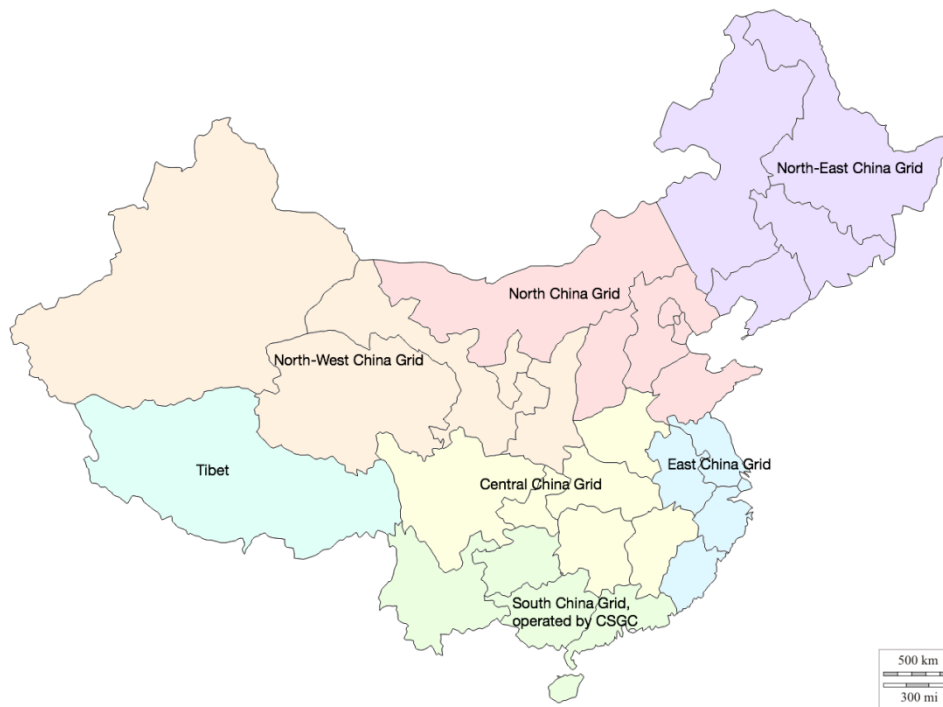 North-East China Grid
North China Grid
North-West China Grid
Tibet
Central China Grid
East China Grid
South China Grid,
operated by CSGC
500 km
300 mi